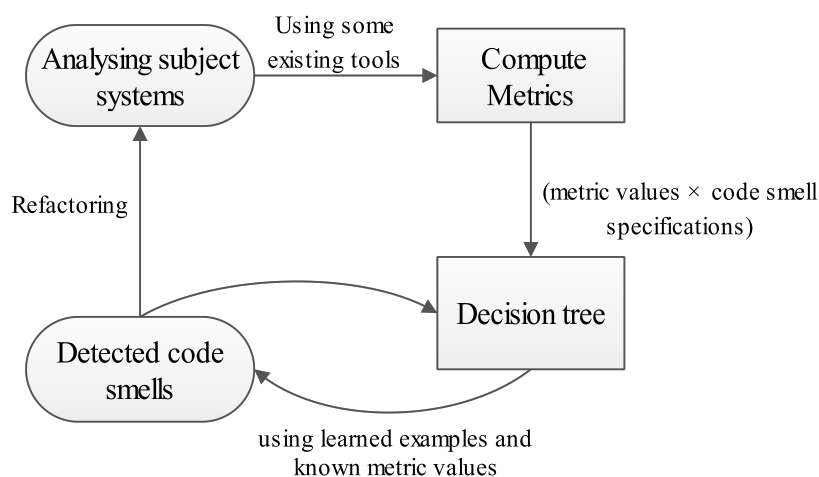 Analysing subject
systems
Using some
existing tools
Compute
Metrics
Refactoring
(metric values × code smell
specifications)
Decision tree
Detected code
smells
using learned examples and
known metric values